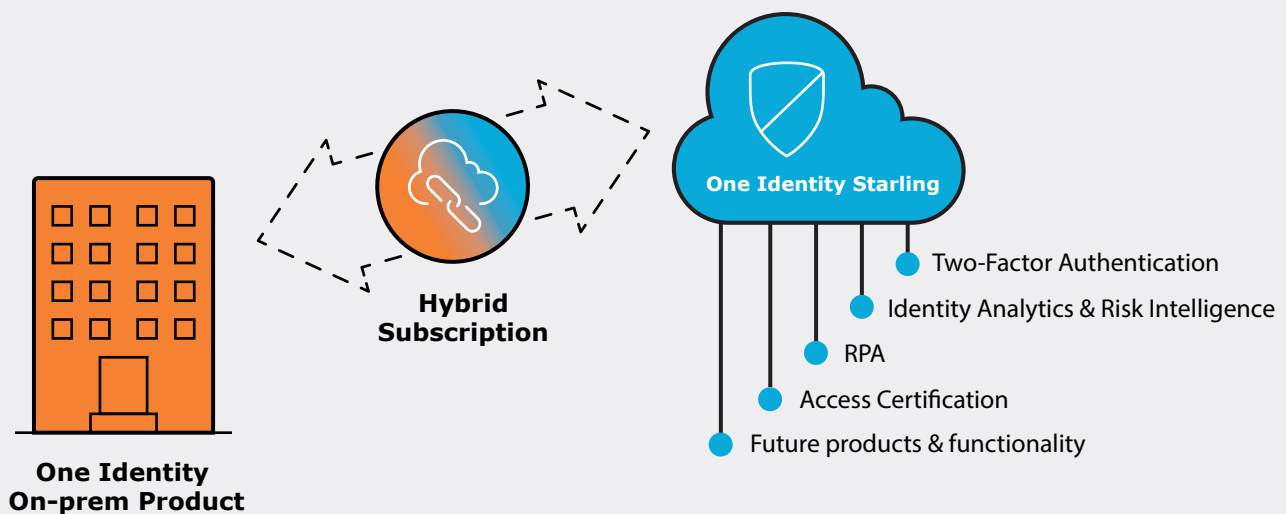 One Identity Starling
Two-Factor Authentication
Identity Analytics & Risk Intelligence
RPA
Access Certification
Future products & functionality
Hybrid
Subscription
One Identity
On-prem Product